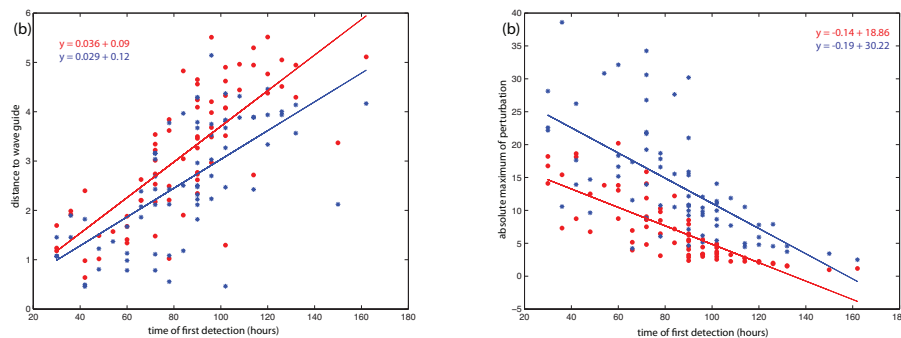 (b)
y = 0.036 + 0.09
y = 0.029 + 0.12
distance to wave guide
6
5
4
3
2
1
0
20 40 60 80 100 120 140 160 180
time of first detection (hours)
(b)
y = -0.14 + 18.86
y = -0.19 + 30.22
absolute maximum of perturbation
40
35
30
25
20
15
10
5
0
−5
20 40 60 80 100 120 140 160 180
time of first detection (hours)